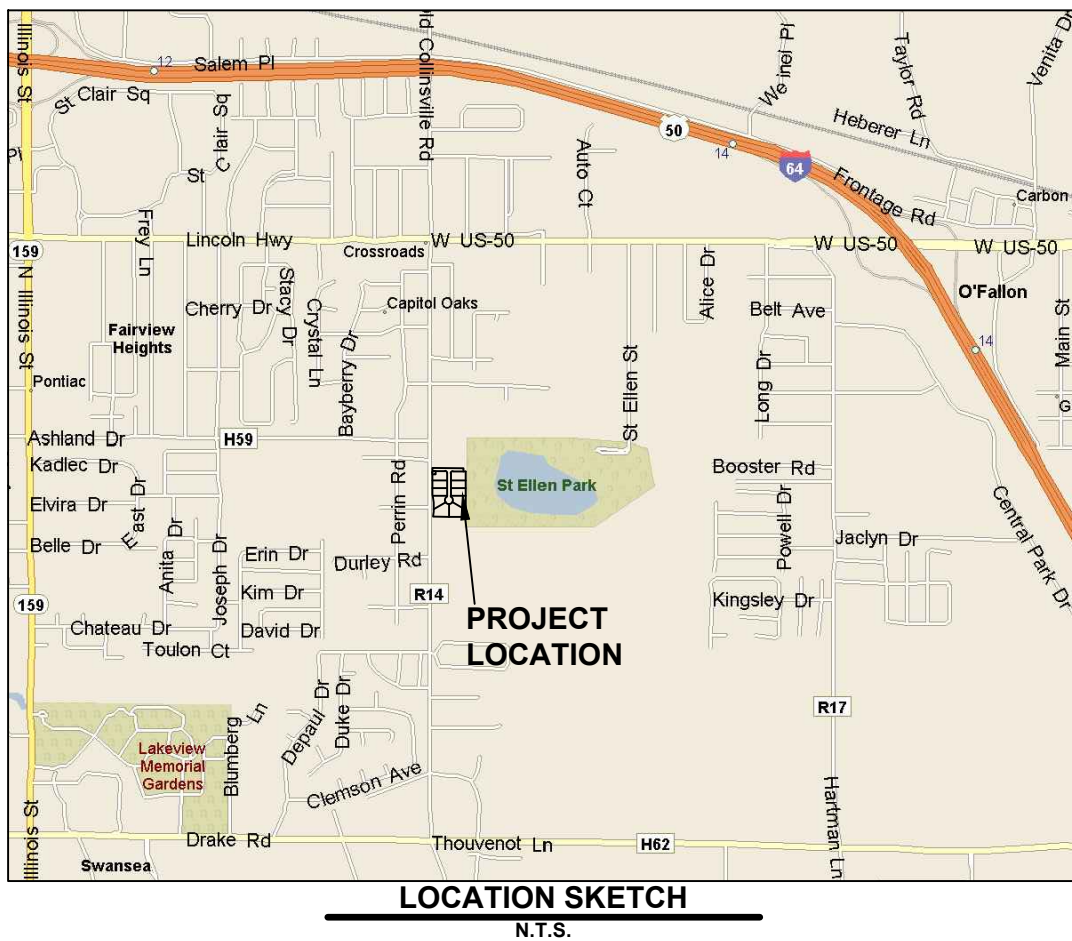 Illinois St
12
Salem Pl
Old Collinsville Rd
We inel Pl
Taylor Rd
Venita Dr
St Clair Sq
St Clair Sq
50
14
64
Heberer Ln
Auto Ct
Frontage Rd
Carbon
Frey Ln
Lincoln Hwy
W US-50
W US-50
W US-50
159
Crossroads
N Illinois St
Stacy Dr
Cherry Dr
Crystal Ln
Capitol Oaks
Alice Dr
Belt Ave
O'Fallon
Main St
14
Fairview
Heights
Bayberry Dr
St Ellen St
Long Dr
Pontiac
G
Ashland Dr
H59
Kadlec Dr
Perrin Rd
St Ellen Park
Booster Rd
Elvira Dr
East Dr
Anita Dr
Powell Dr
Central Park Dr
Belle Dr
Joseph Dr
Erin Dr
Durley Rd
Jaclyn Dr
159
Kim Dr
R14
PROJECT
LOCATION
Kingsley Dr
Chateau Dr
David Dr
Toulon Ct
Depaul Dr
Duke Dr
R17
Blumberg Ln
Lakeview
Memorial
Gardens
Clemson Ave
Hartman Ln
Illinois St
Drake Rd
Thouvenot Ln
H62
Swansea
LOCATION SKETCH
N.T.S.